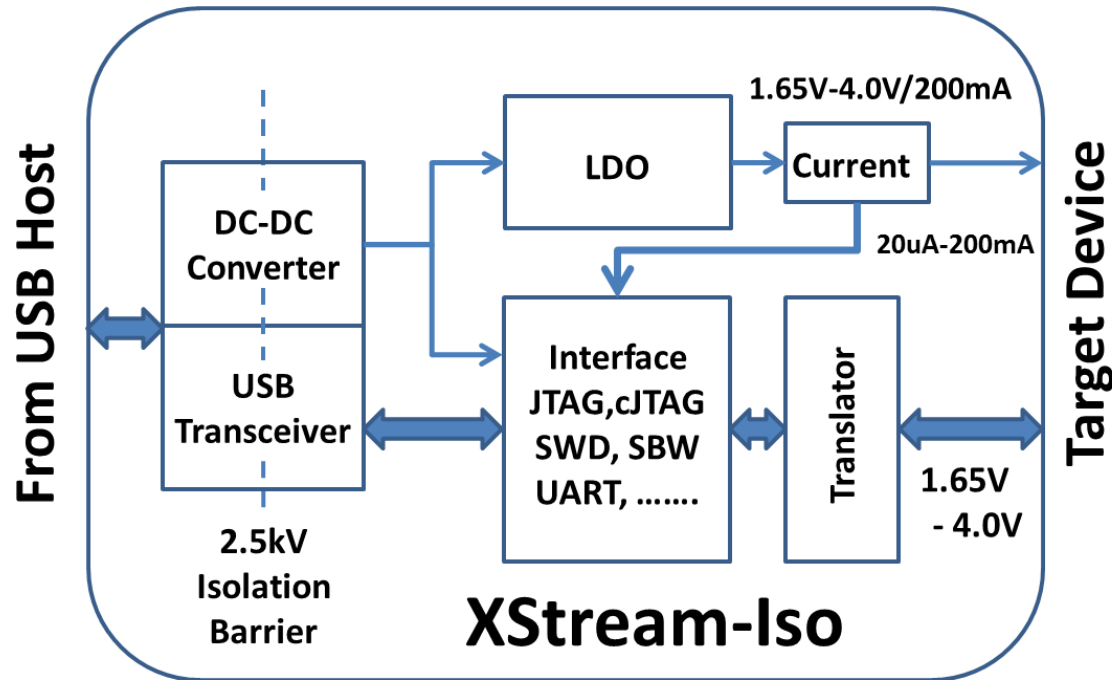 From USB Host
DC-DC
Converter
USB
Transceiver
2.5kV
Isolation
Barrier
LDO
1.65V-4.0V/200mA
Current
20uA-200mA
Interface
JTAG,cJTAG
SWD, SBW
UART, .......
Translator
1.65V
- 4.0V
Target Device
XStream-Iso